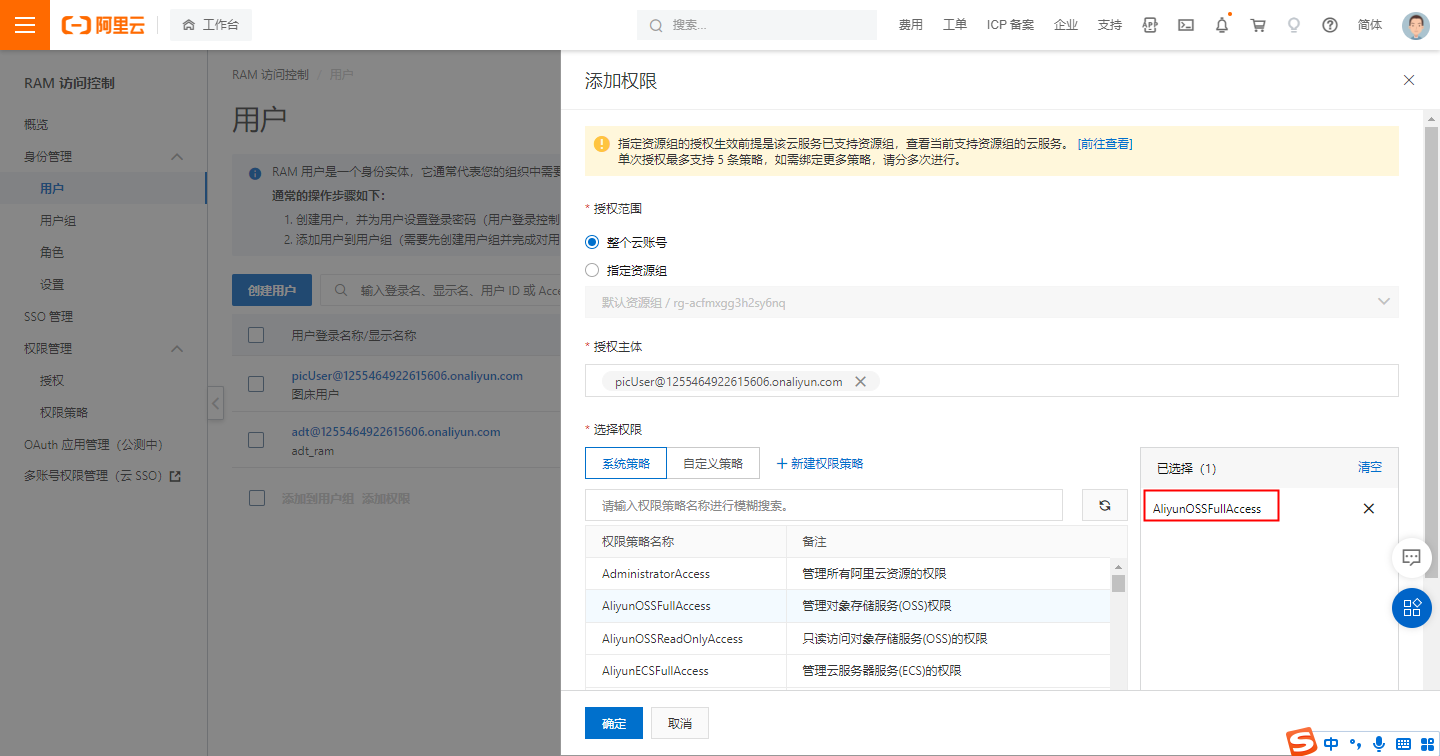 阿里云
工作台
搜索...
费用
工单
ICP 备案
企业
支持
简体
RAM 访问控制
概览
身份管理
用户
用户组
角色
设置
SSO 管理
权限管理
授权
权限策略
OAuth 应用管理（公测中）
多账号权限管理（云 SSO）
RAM 访问控制 / 用户
用户
RAM 用户是一个身份实体，它通常代表您的组织中需要
通常的操作步骤如下：
1. 创建用户，并为用户设置登录密码（用户登录控制
2. 添加用户到用户组（需要先创建用户组并完成对用
创建用户
输入登录名、显示名、用户 ID 或 Acce
用户登录名称/显示名称
picUser@1255464922615606.onaliyun.com
图床用户
adt@1255464922615606.onaliyun.com
adt_ram
添加到用户组 添加权限
添加权限
指定资源组的授权生效前提是该云服务已支持资源组，查看当前支持资源组的云服务。 [前往查看]
单次授权最多支持 5 条策略，如需绑定更多策略，请分多次进行。
* 授权范围
整个云账号
指定资源组
默认资源组 / rg-acfmxgg3h2sy6nq
* 授权主体
picUser@1255464922615606.onaliyun.com
* 选择权限
系统策略
自定义策略
+ 新建权限策略
请输入权限策略名称进行模糊搜索。
权限策略名称 备注
AdministratorAccess 管理所有阿里云资源的权限
AliyunOSSFullAccess 管理对象存储服务(OSS)权限
AliyunOSSReadOnlyAccess 只读访问对象存储服务(OSS)的权限
AliyunECSFullAccess 管理云服务器服务(ECS)的权限
已选择（1） 清空
AliyunOSSFullAccess
确定
取消
中